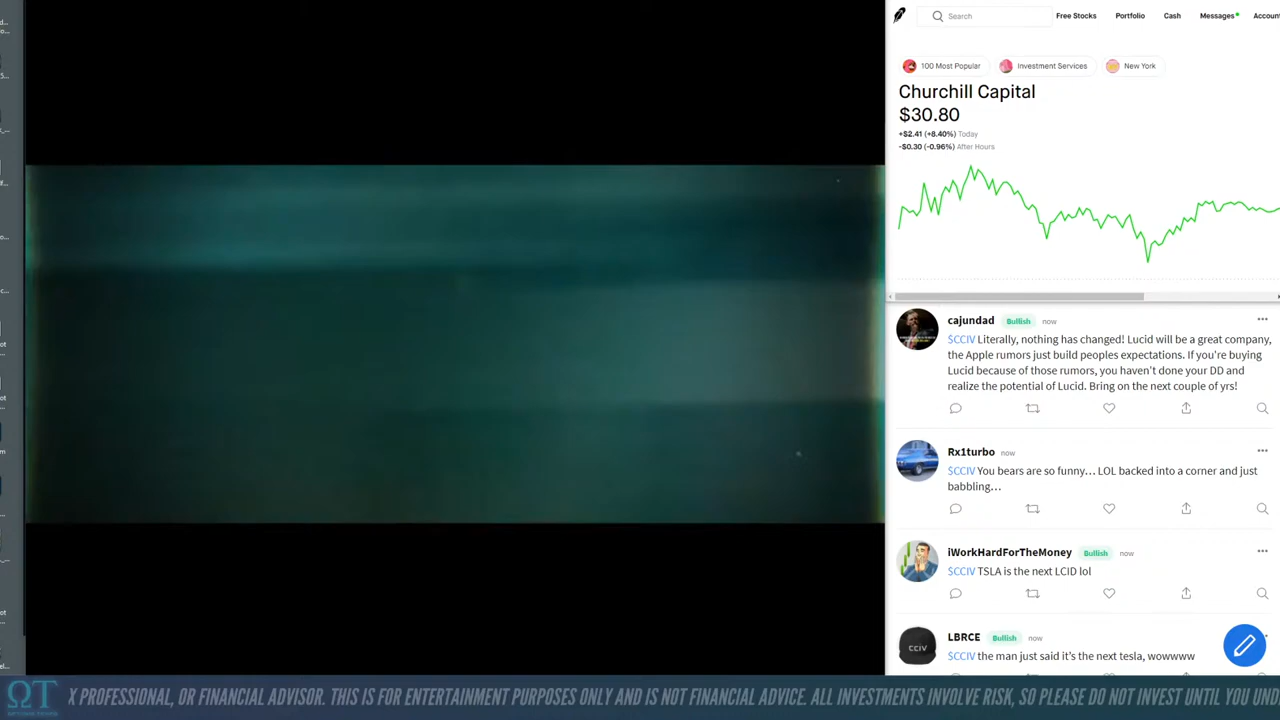 Search
Free Stocks
Portfolio
Cash
Messages
Accoun
100 Most Popular
Investment Services
New York
Churchill Capital
$30.80
+$2.41 (+8.40%) Today
-$0.30 (-0.96%) After Hours
cajundad Bullish now
$CCIV Literally, nothing has changed! Lucid will be a great company,
the Apple rumors just build peoples expectations. If you're buying
Lucid because of those rumors, you haven't done your DD and
realize the potential of Lucid. Bring on the next couple of yrs!
Rx1turbo now
$CCIV You bears are so funny… LOL backed into a corner and just
babbling…
iWorkHardForTheMoney Bullish now
$CCIV TSLA is the next LCID lol
CCIV
LBRCE Bullish now
$CCIV the man just said it's the next tesla, wowwww
ΩT
X PROFESSIONAL, OR FINANCIAL ADVISOR. THIS IS FOR ENTERTAINMENT PURPOSES ONLY AND IS NOT FINANCIAL ADVICE. ALL INVESTMENTS INVOLVE RISK, SO PLEASE DO NOT INVEST UNTIL YOU UND